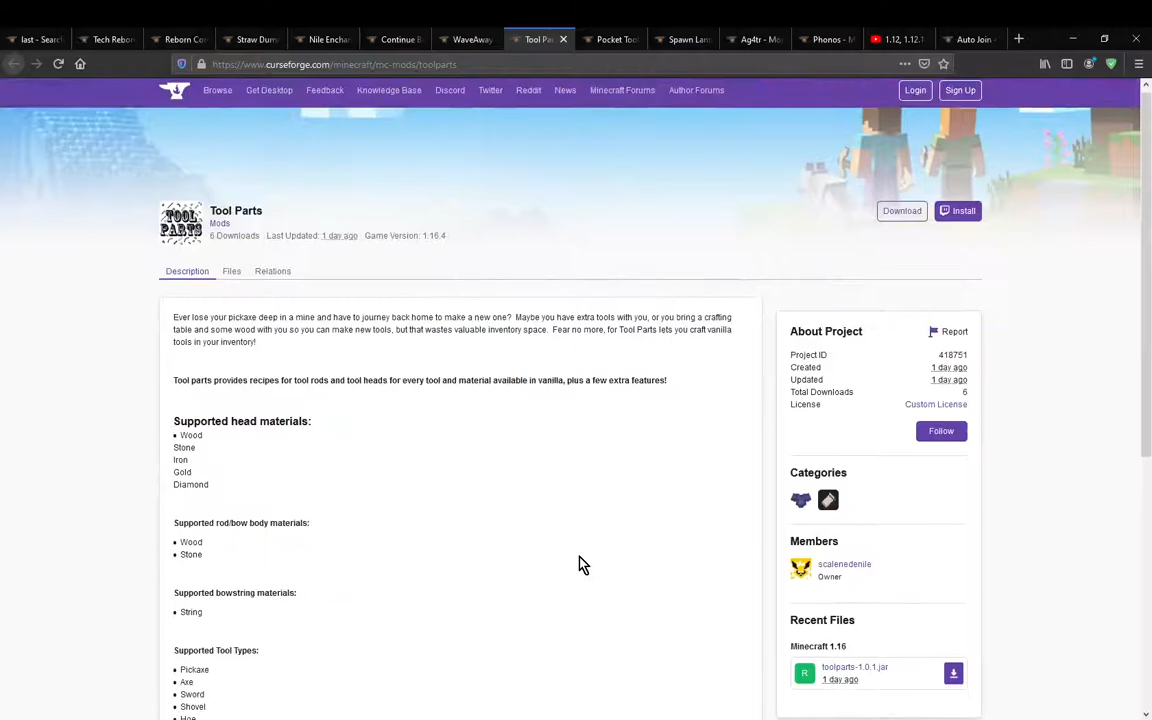 last - Searc
Tech Rebor
Reborn Co
Straw Dum
Nile Enchan
Continue B
WaveAway
Tool Par
Pocket Tool
Spawn Lan
Ag4tr - Mo
Phonos - M
1.12, 1.12.1
Auto Join -
https://www.curseforge.com/minecraft/mc-mods/toolparts
Browse Get Desktop Feedback Knowledge Base Discord Twitter Reddit News Minecraft Forums Author Forums Login Sign Up
TOOL PARTS
Tool Parts
Mods
6 Downloads Last Updated: 1 day ago Game Version: 1.16.4
Download Install
Description Files Relations
Ever lose your pickaxe deep in a mine and have to journey back home to make a new one? Maybe you have extra tools with you, or you bring a crafting
table and some wood with you so you can make new tools, but that wastes valuable inventory space. Fear no more, for Tool Parts lets you craft vanilla
tools in your inventory!
Tool parts provides recipes for tool rods and tool heads for every tool and material available in vanilla, plus a few extra features!
Supported head materials:
• Wood
Stone
Iron
Gold
Diamond
Supported rod/bow body materials:
• Wood
• Stone
Supported bowstring materials:
• String
Supported Tool Types:
• Pickaxe
• Axe
• Sword
• Shovel
• Hoe
About Project Report
Project ID 418751
Created 1 day ago
Updated 1 day ago
Total Downloads 6
License Custom License
Follow
Categories
Members
scalenedenile
Owner
Recent Files
Minecraft 1.16
R toolparts-1.0.1.jar
1 day ago